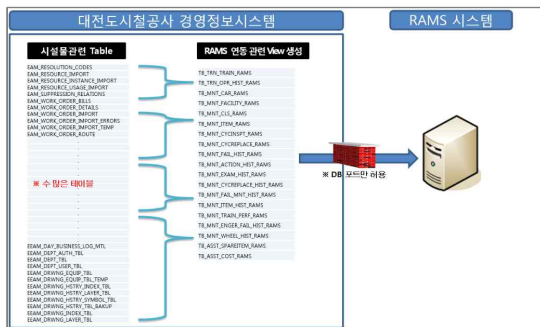 대전도시철공사 경영정보시스템
RAMS 시스템
시설물관련 Table
EAM_RESOLUTION_CODES
EAM_RESOURCE_IMPORT
EAM_RESOURCE_INSTANCE_IMPORT
EAM_RESOURCE_USAGE_IMPORT
EAM_SUPPRESSION_RELATIONS
EAM_WORK_ORDER_BILLS
EAM_WORK_ORDER_DETAILS
EAM_WORK_ORDER_IMPORT
EAM_WORK_ORDER_IMPORT_ERRORS
EAM_WORK_ORDER_IMPORT_TEMP
EAM_WORK_ORDER_ROUTE
※ 수 많은 테이블
EEAM_DAY_BUSINESS_LOG_MTL
EEAM_DEPT_AUTH_TBL
EEAM_DEPT_TBL
EEAM_DEPT_USER_TBL
EEAM_DRWNG_EQUIP_TBL
EEAM_DRWNG_EQUIP_TBL_TEMP
EEAM_DRWNG_HSTRY_INDEX_TBL
EEAM_DRWNG_HSTRY_LAYER_TBL
EEAM_DRWNG_HSTRY_SYMBOL_TBL
EEAM_DRWNG_HSTRY_TBL_BAKUP
EEAM_DRWNG_INDEX_TBL
EEAM_DRWNG_LAYER_TBL
RAMS 연동 관련 View 생성
TB_TRN_TRAIN_RAMS
TB_TRN_OPR_HIST_RAMS
TB_MNT_CAR_RAMS
TB_MNT_FACILITY_RAMS
TB_MNT_CLS_RAMS
TB_MNT_ITEM_RAMS
TB_MNT_CYCINSPT_RAMS
TB_MNT_CYCREPLACE_RAMS
TB_MNT_FAIL_HIST_RAMS
TB_MNT_ACTION_HIST_RAMS
TB_MNT_EXAM_HIST_RAMS
TB_MNT_CYCREPLACE_HIST_RAMS
TB_MNT_FAIL_MNT_HIST_RAMS
TB_MNT_ITEM_HIST_RAMS
TB_MNT_TRAIN_PERF_RAMS
TB_MNT_ENGER_FAIL_HIST_RAMS
TB_MNT_WHEEL_HIST_RAMS
TB_ASST_SPAREITEM_RAMS
TB_ASST_COST_RAMS
※ DB 포트만 허용